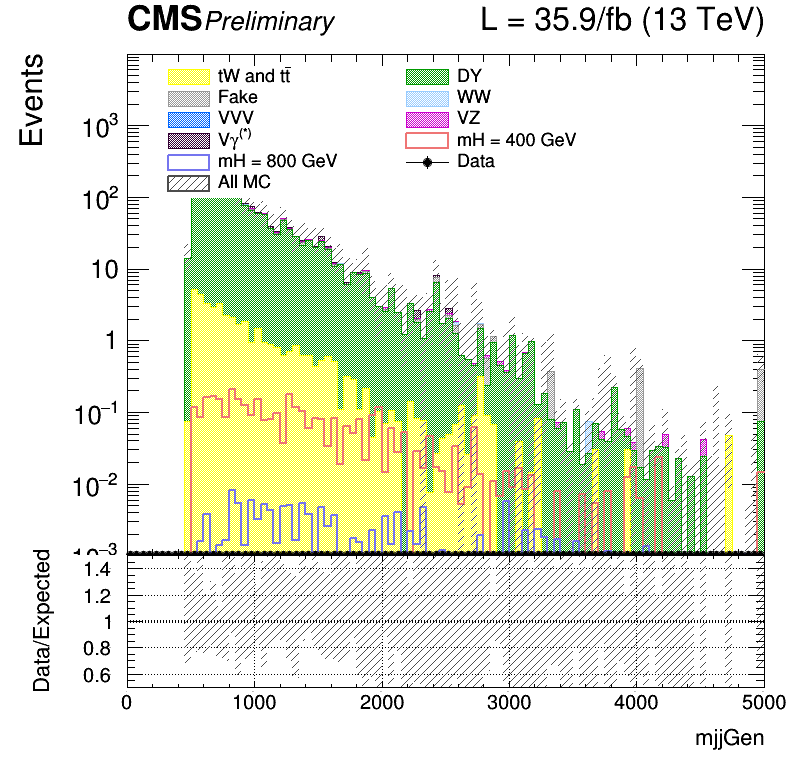 CMS Preliminary L = 35.9/fb (13 TeV)
Events
tW and tt̄ DY
Fake WW
VVV VZ
Vγ(*) mH = 400 GeV
mH = 800 GeV Data
All MC
10³
10²
10
1
10⁻¹
10⁻²
10⁻³
Data/Expected
1.4
1.2
1
0.8
0.6
0 1000 2000 3000 4000 5000
mjjGen